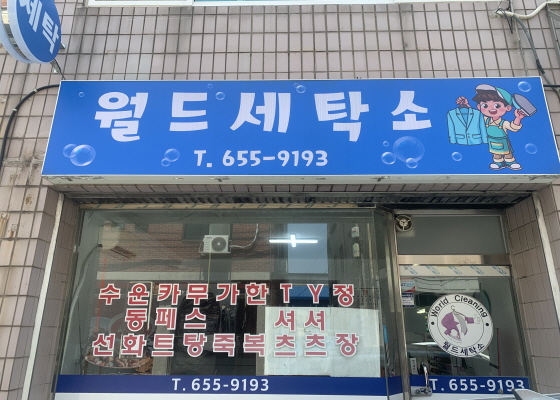 세탁
월드세탁소
T. 655-9193
수운카무가한TY정
동페스 셔셔
선화트탕죽복츠츠장
World Cleaning
월드세탁소
T. 655-9193
T. 655-9193